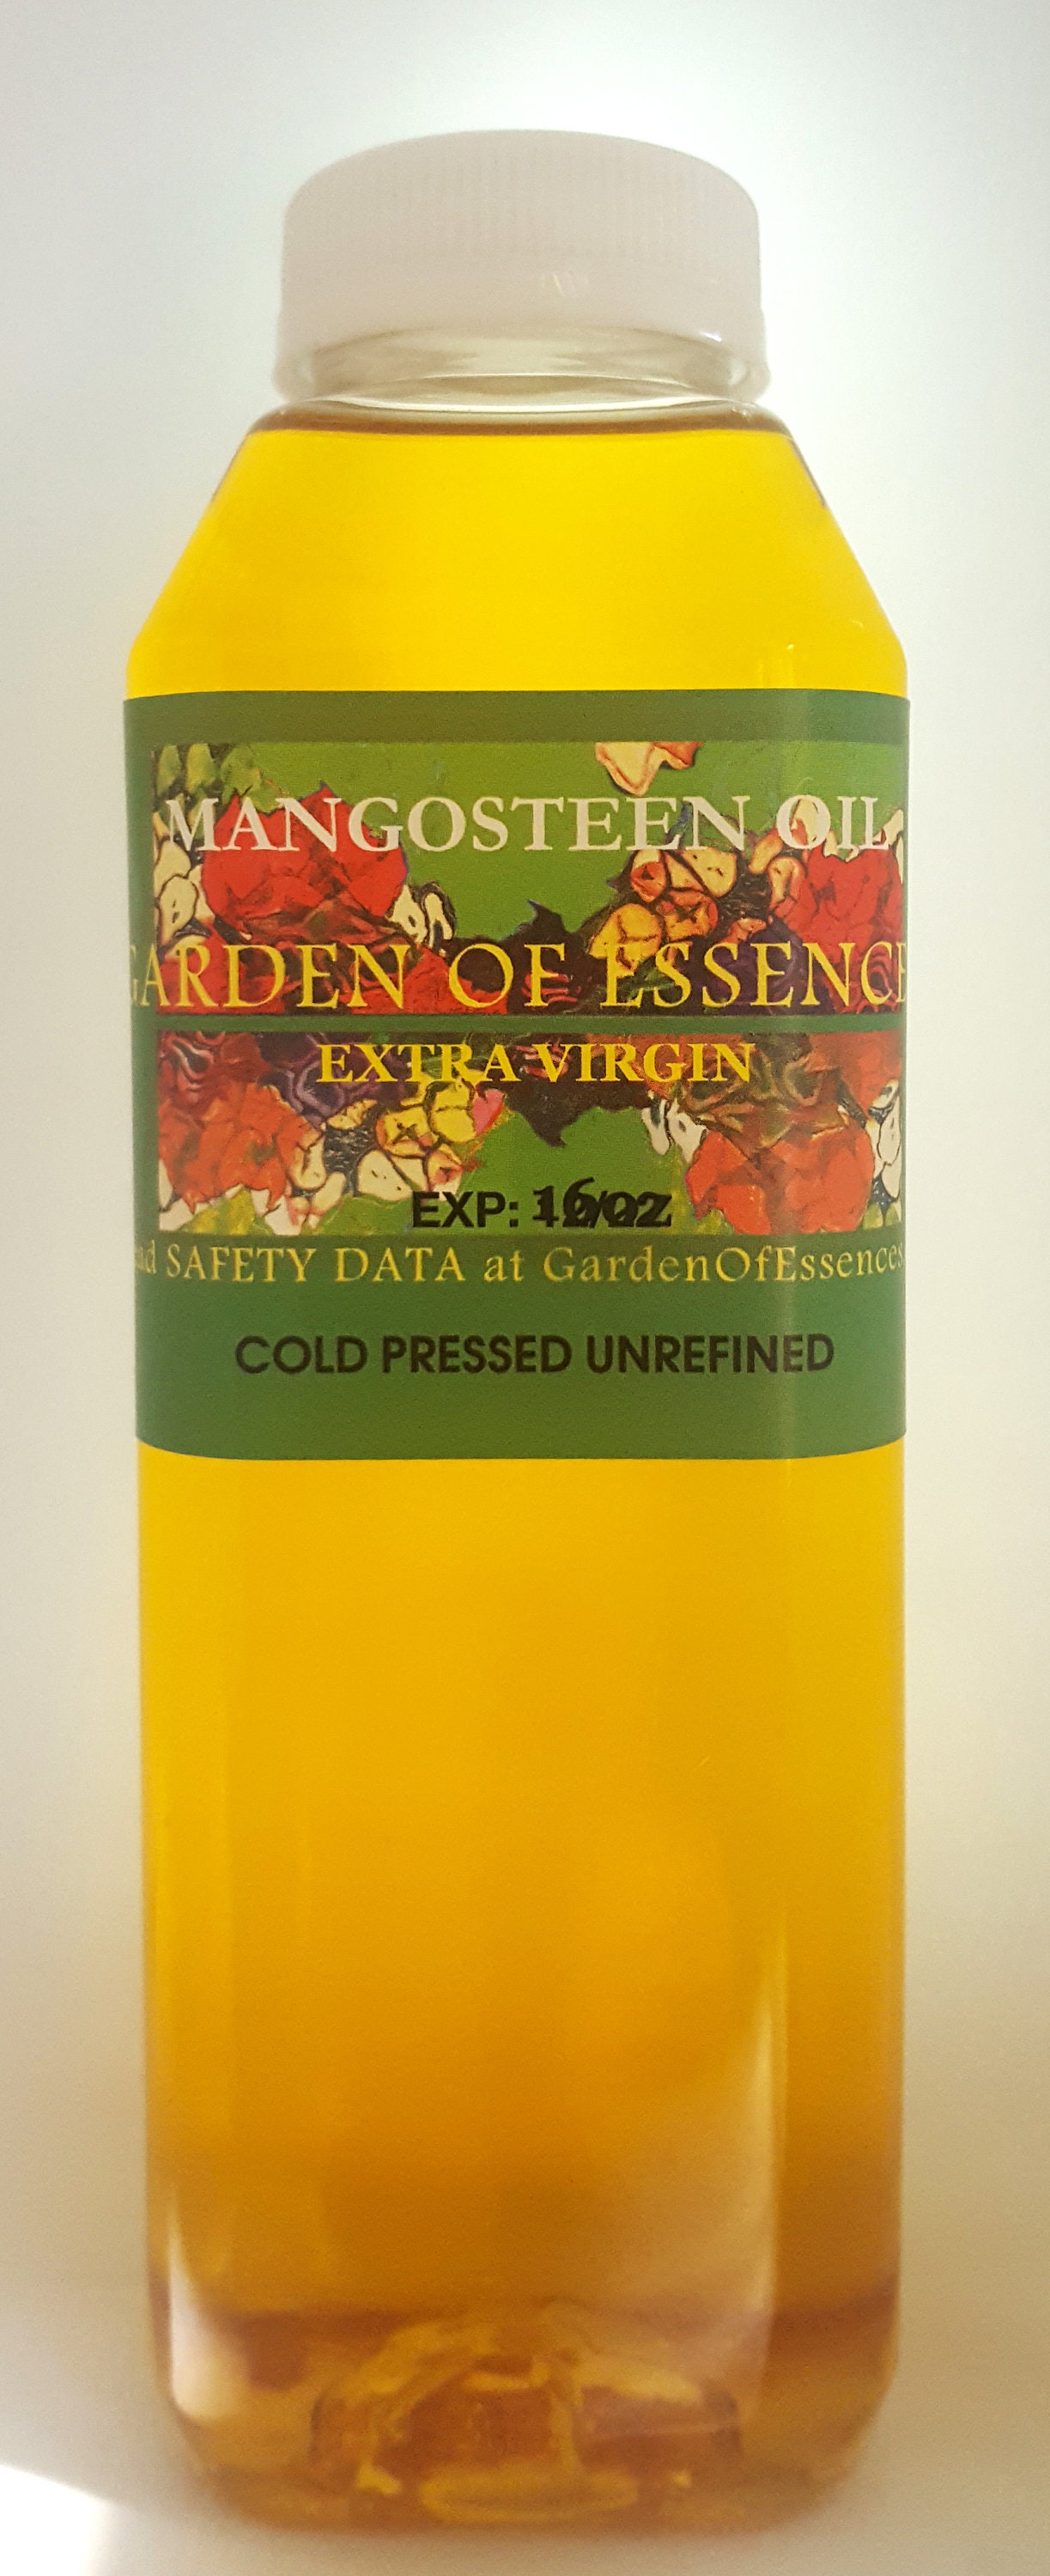 MANGOSTEEN OIL
GARDEN OF ESSENCE
EXTRA VIRGIN
EXP:
SAFETY DATA at GardenOfEssences.
COLD PRESSED UNREFINED